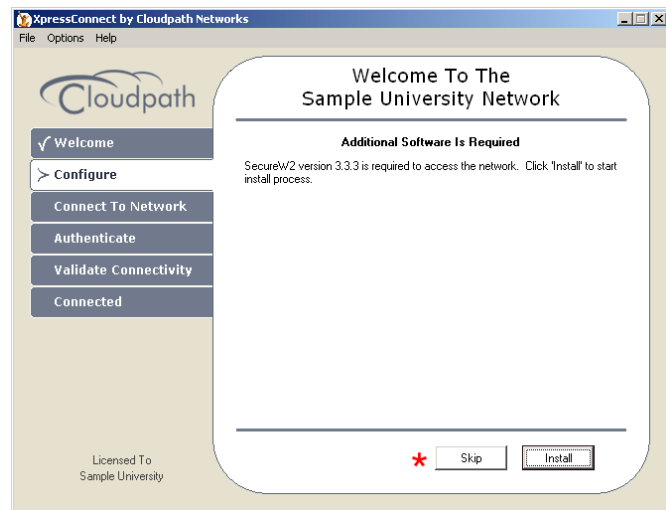 XpressConnect by Cloudpath Networks
File Options Help
Cloudpath
Welcome To The
Sample University Network
✓ Welcome
≻ Configure
Connect To Network
Authenticate
Validate Connectivity
Connected
Additional Software Is Required
SecureW2 version 3.3.3 is required to access the network. Click 'Install' to start
install process.
Licensed To
Sample University
* Skip Install